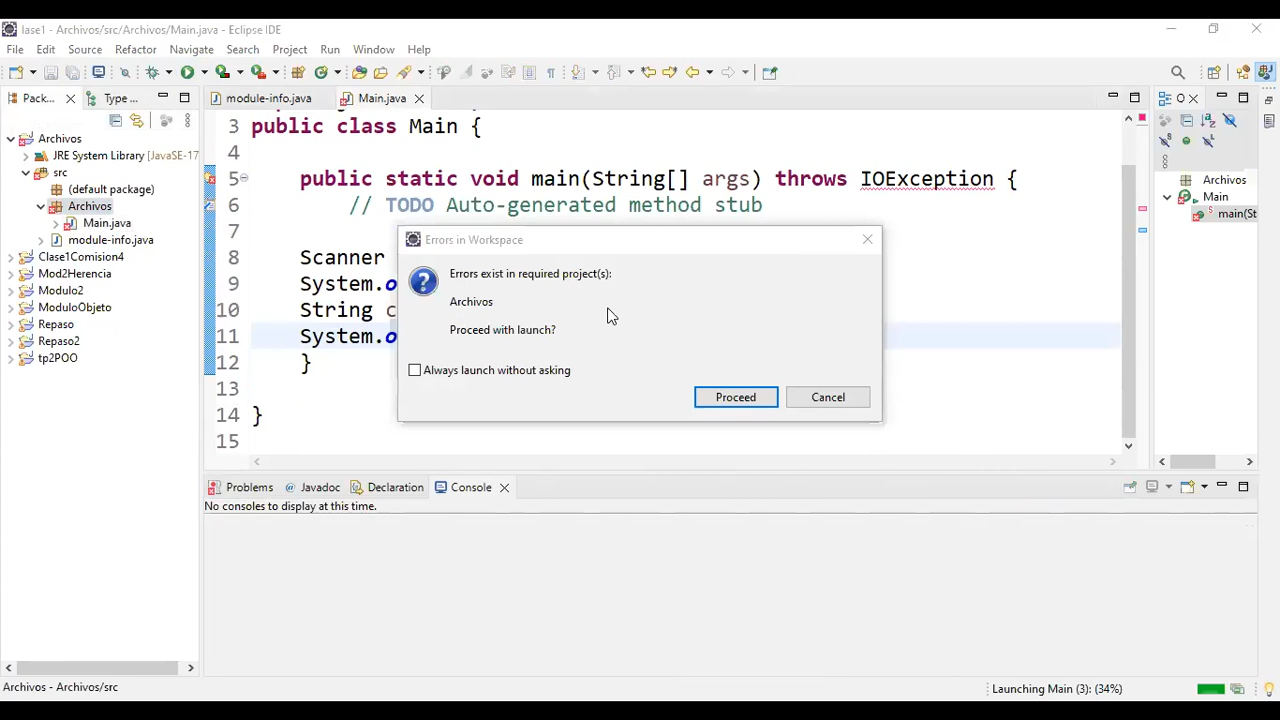 lase1 - Archivos/src/Archivos/Main.java - Eclipse IDE
File Edit Source Refactor Navigate Search Project Run Window Help
Pack... Type ... module-info.java Main.java O
Archivos
JRE System Library [JavaSE-17
src
(default package)
Archivos
Main.java
module-info.java
Clase1Comision4
Mod2Herencia
Modulo2
ModuloObjeto
Repaso
Repaso2
tp2POO
3 public class Main {
4
5 public static void main(String[] args) throws IOException {
6 // TODO Auto-generated method stub
7
8 Scanner
9 System.o
10 String c
11 System.o
12 }
13
14 }
15
Errors in Workspace
Errors exist in required project(s):
Archivos
Proceed with launch?
Always launch without asking
Proceed Cancel
Archivos
Main
main(St
Problems Javadoc Declaration Console
No consoles to display at this time.
Archivos - Archivos/src
Launching Main (3): (34%)